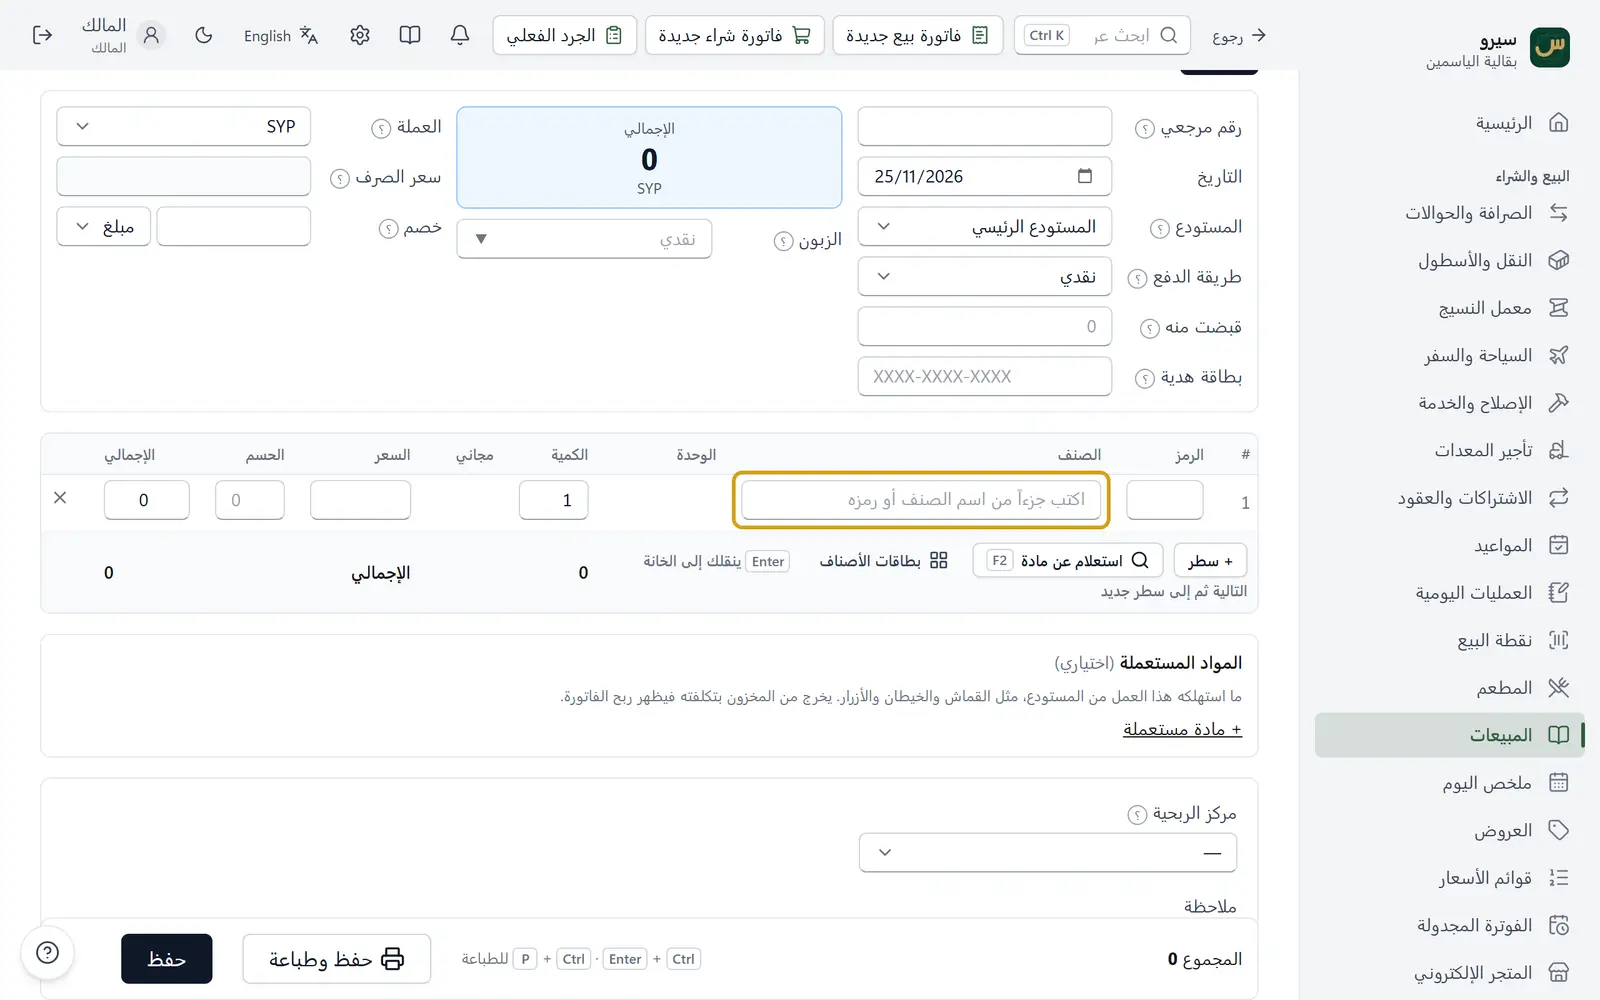 س
سيرو
بقالية الياسمين
رجوع
ابحث عر
Ctrl K
فاتورة بيع جديدة
فاتورة شراء جديدة
الجرد الفعلي
English
المالك
المالك
الرئيسية
البيع والشراء
الصرافة والحوالات
النقل والأسطول
معمل النسيج
السياحة والسفر
الإصلاح والخدمة
تأجير المعدات
الاشتراكات والعقود
المواعيد
العمليات اليومية
نقطة البيع
المطعم
المبيعات
ملخص اليوم
العروض
قوائم الأسعار
الفوترة المجدولة
المتجر الإلكتروني
رقم مرجعي ؟
التاريخ
25/11/2026
المستودع ؟
المستودع الرئيسي
طريقة الدفع ؟
نقدي
قبضت منه ؟
0
بطاقة هدية ؟
XXXX-XXXX-XXXX
الإجمالي
0
SYP
الزبون ؟
نقدي
العملة ؟
SYP
سعر الصرف ؟
خصم ؟
مبلغ
# الرمز الصنف الوحدة الكمية مجاني السعر الحسم الإجمالي
1 اكتب جزءاً من اسم الصنف أو رمزه 1 0 0
+ سطر
استعلام عن مادة F2
بطاقات الأصناف
Enter ينقلك إلى الخانة
التالية ثم إلى سطر جديد
0
الإجمالي
0
المواد المستعملة (اختياري)
ما استهلكه هذا العمل من المستودع، مثل القماش والخيطان والأزرار. يخرج من المخزون بتكلفته فيظهر ربح الفاتورة.
+ مادة مستعملة
مركز الربحية ؟
—
ملاحظة
المجموع 0
Ctrl + Enter · Ctrl + P للطباعة
حفظ وطباعة
حفظ
?